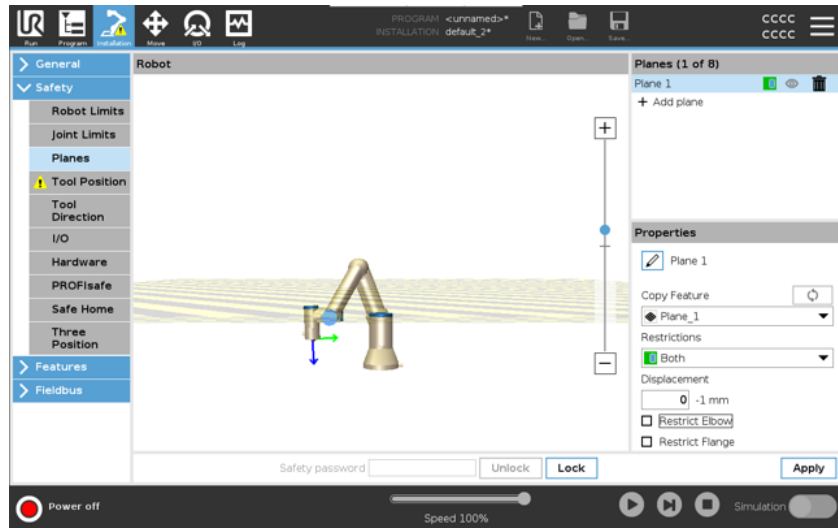 UR
PROGRAM <unnamed>*
INSTALLATION default_2*
Run
Program
Installation
Move
I/O
Log
New...
Open...
Save...
cccc
cccc
General
Safety
Robot Limits
Joint Limits
Planes
Tool Position
Tool
Direction
I/O
Hardware
PROFIsafe
Safe Home
Three
Position
Features
Fieldbus
Robot
Planes (1 of 8)
Plane 1
+ Add plane
Properties
Plane 1
Copy Feature
Plane_1
Restrictions
Both
Displacement
0 -1 mm
Restrict Elbow
Restrict Flange
Safety password
Unlock
Lock
Apply
Power off
Speed 100%
Simulation